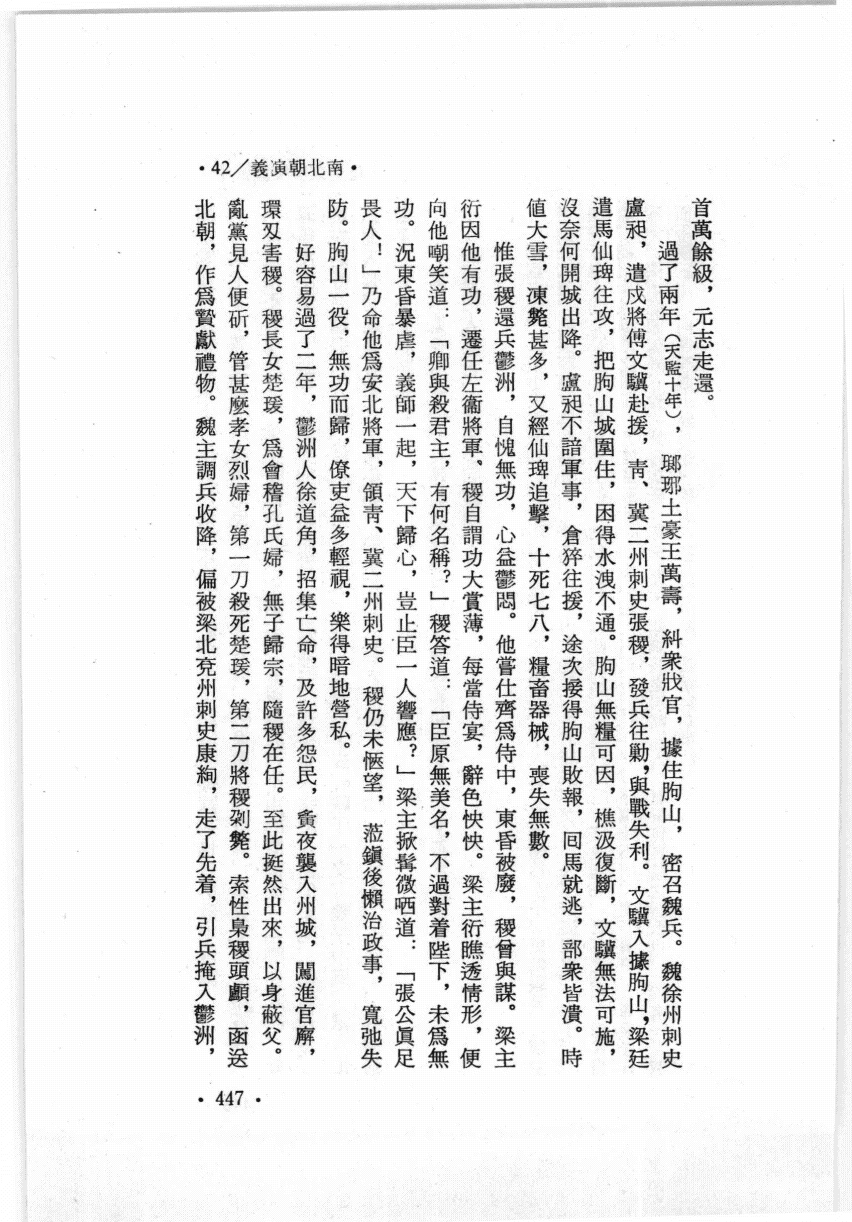 •42／義演朝北南•
首萬餘級，元志走還。
過了兩年（天監十年），瑯琊土豪王萬壽，糾衆戕官，據住朐山，密召魏兵。魏徐州刺史
盧昶，遣戍將傅文驥赴援，青、冀二州刺史張稷，發兵往勦，與戰失利。文驥入據朐山，梁廷
遣馬仙琕往攻，把朐山城圍住，困得水洩不通。朐山無糧可因，樵汲復斷，文驥無法可施，
沒奈何開城出降。盧昶不諳軍事，倉猝往援，途次接得朐山敗報，回馬就逃，部衆皆潰。時
値大雪，凍斃甚多，又經仙琕追擊，十死七八，糧畜器械，喪失無數。
惟張稷還兵鬱洲，自愧無功，心益鬱悶。他嘗仕齊爲侍中，東昏被廢，稷曾與謀。梁主
衍因他有功，遷任左衞將軍、稷自謂功大賞薄，每當侍宴，辭色怏怏。梁主衍瞧透情形，便
向他嘲笑道：「卿與殺君主，有何名稱？」稷答道：「臣原無美名，不過對着陛下，未爲無
功。況東昏暴虐，義師一起，天下歸心，豈止臣一人響應？」梁主掀髯微哂道：「張公眞足
畏人！」乃命他爲安北將軍，領青、冀二州刺史。稷仍未愜望，蒞鎭後懶治政事，寬弛失
防。朐山一役，無功而歸，僚吏益多輕視，樂得暗地營私。
好容易過了二年，鬱洲人徐道角，招集亡命，及許多怨民，夤夜襲入州城，闖進官廨，
環刄害稷。稷長女楚瑗，爲會稽孔氏婦，無子歸宗，隨稷在任。至此挺然出來，以身蔽父。
亂黨見人便斫，管甚麼孝女烈婦，第一刀殺死楚瑗，第二刀將稷剁斃。索性梟稷頭顱，函送
北朝，作爲贄獻禮物。魏主調兵收降，偏被梁北兗州刺史康絢，走了先着，引兵掩入鬱洲，
• 447 •